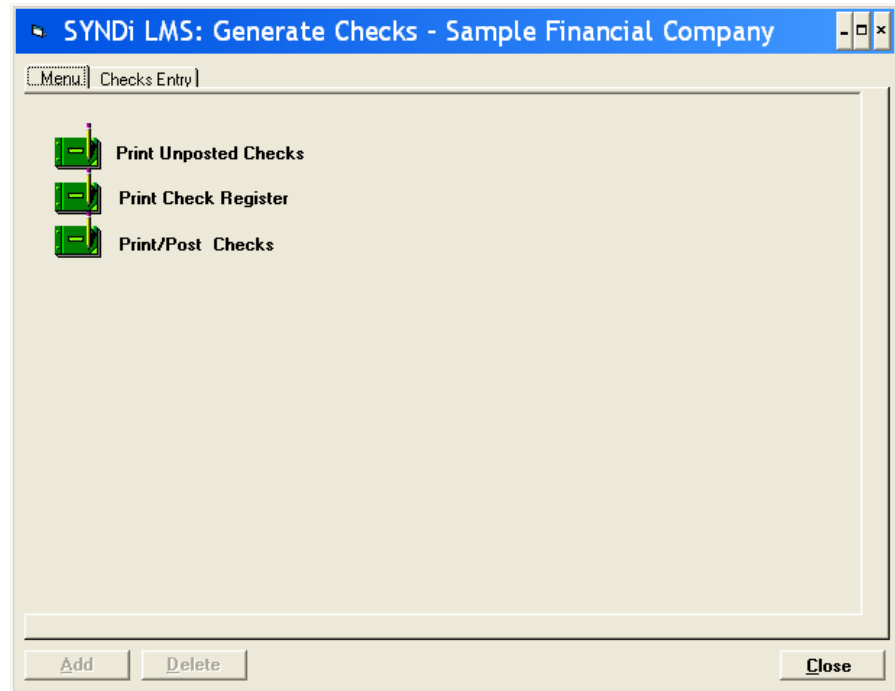 SYNDi LMS: Generate Checks - Sample Financial Company
Menu Checks Entry
Print Unposted Checks
Print Check Register
Print/Post Checks
Add Delete Close